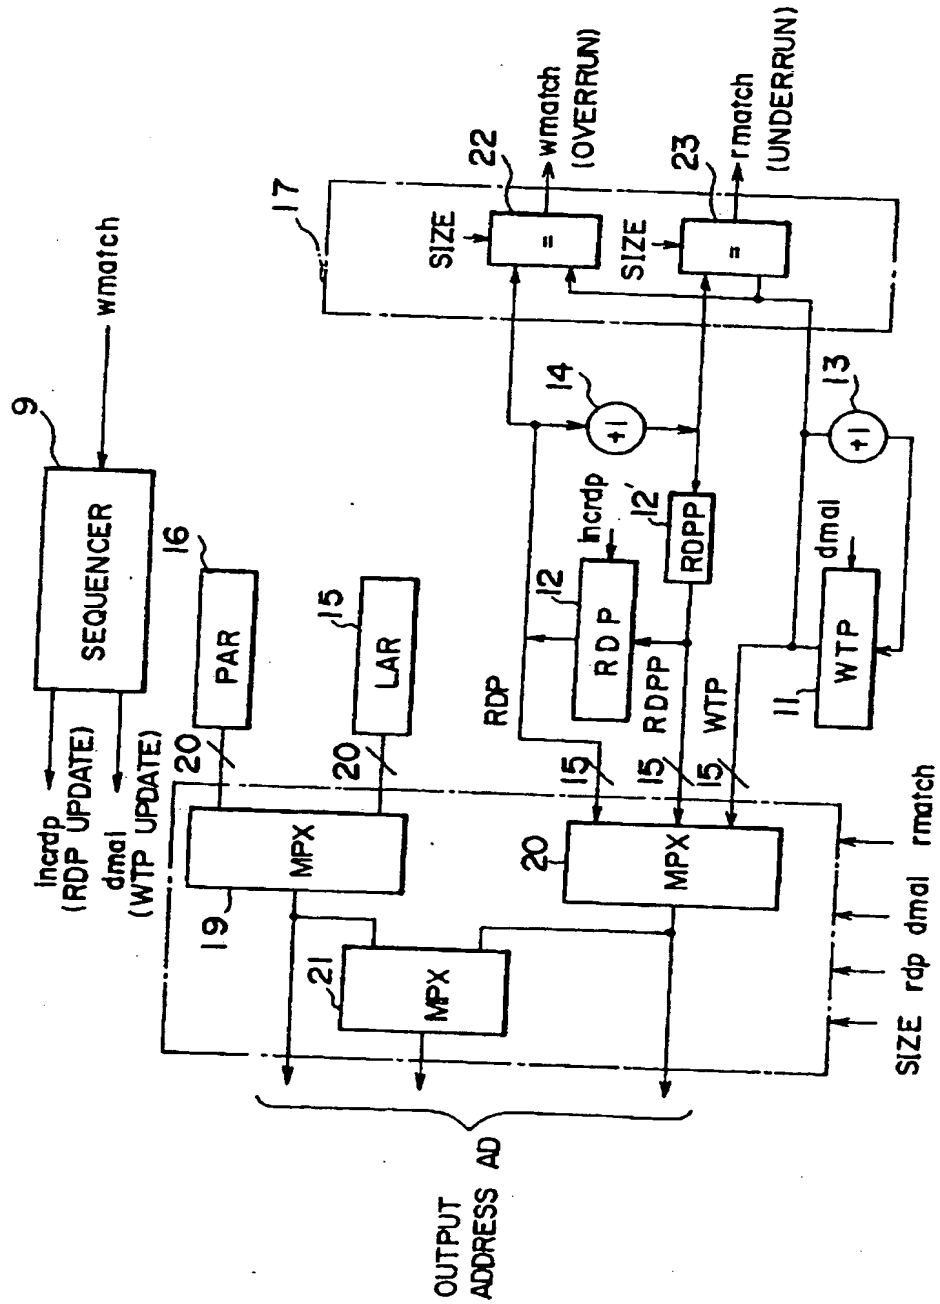 9
wmatch
SEQUENCER
incrdp
(RDP UPDATE)
dmal
(WTP UPDATE)
16
PAR
20
15
LAR
20
MPX
19
21
MPX
20
MPX
OUTPUT
ADDRESS AD
SIZE rdp dmal rmatch
RDP
15
12
RDP
incrdp
RDPP
15
12'
RDPP
WTP
15
11
WTP
dmal
14
+1
13
+1
17
SIZE
22
=
wmatch
(OVERRUN)
SIZE
23
=
rmatch
(UNDERRUN)